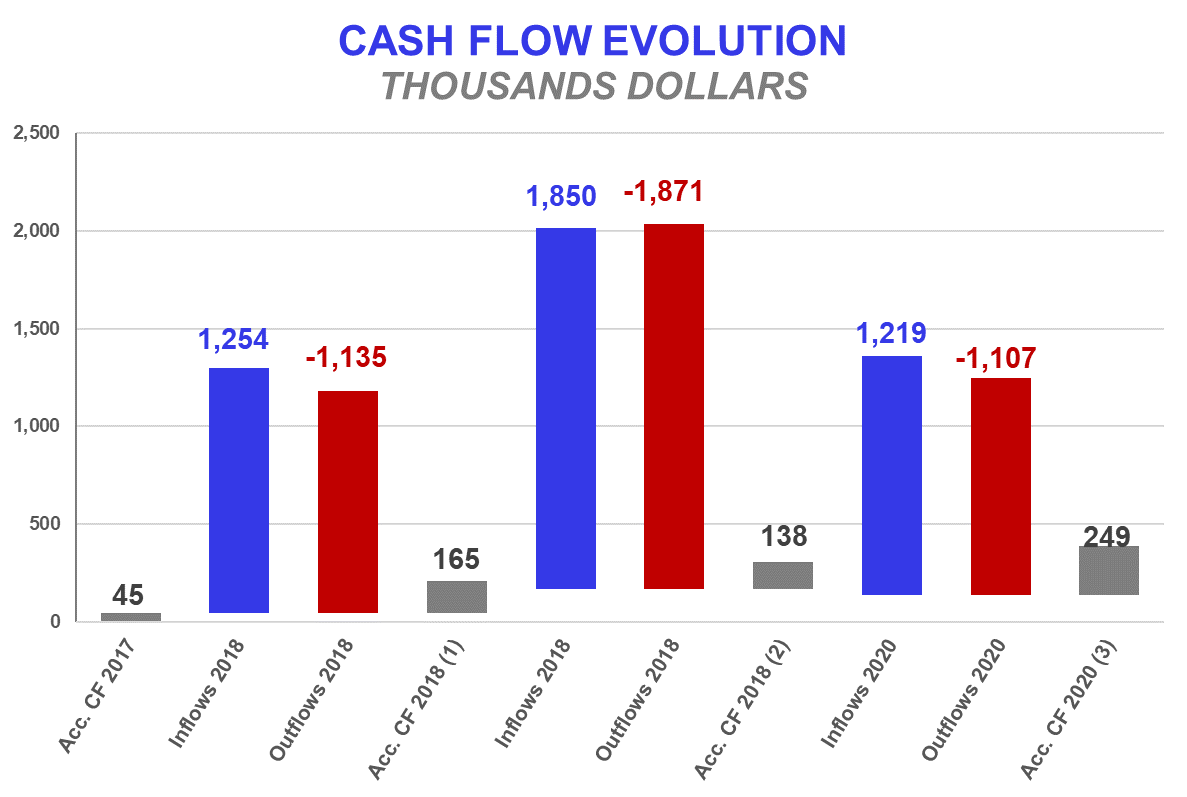 CASH FLOW EVOLUTION
THOUSANDS DOLLARS
2,500
2,000
1,500
1,000
500
0
45
1,254
-1,135
165
1,850
-1,871
138
1,219
-1,107
249
Acc. CF 2017
Inflows 2018
Outflows 2018
Acc. CF 2018 (1)
Inflows 2018
Outflows 2018
Acc. CF 2018 (2)
Inflows 2020
Outflows 2020
Acc. CF 2020 (3)